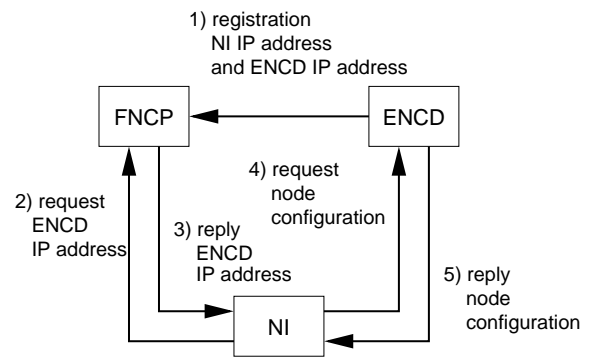 1) registration
NI IP address
and ENCD IP address
FNCP
ENCD
2) request
ENCD
IP address
3) reply
ENCD
IP address
4) request
node
configuration
5) reply
node
configuration
NI